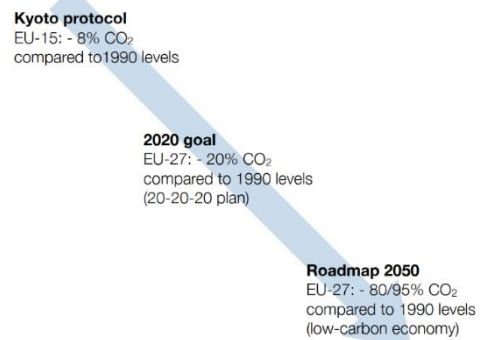 Kyoto protocol
EU-15: - 8% CO₂
compared to1990 levels
2020 goal
EU-27: - 20% CO₂
compared to 1990 levels
(20-20-20 plan)
Roadmap 2050
EU-27: - 80/95% CO₂
compared to 1990 levels
(low-carbon economy)